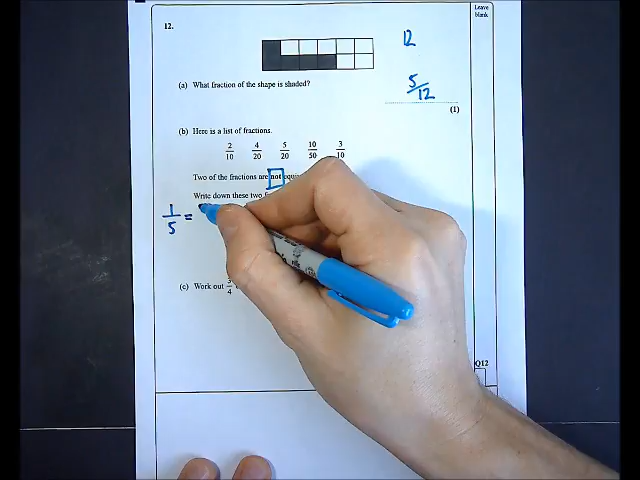 Leave
blank
12.
12
(a) What fraction of the shape is shaded?
5/12
(1)
(b) Here is a list of fractions.
2/10 4/20 5/20 10/50 3/10
Two of the fractions are not
Write down these two
1/5 =
(c) Work out 3/4
Q12